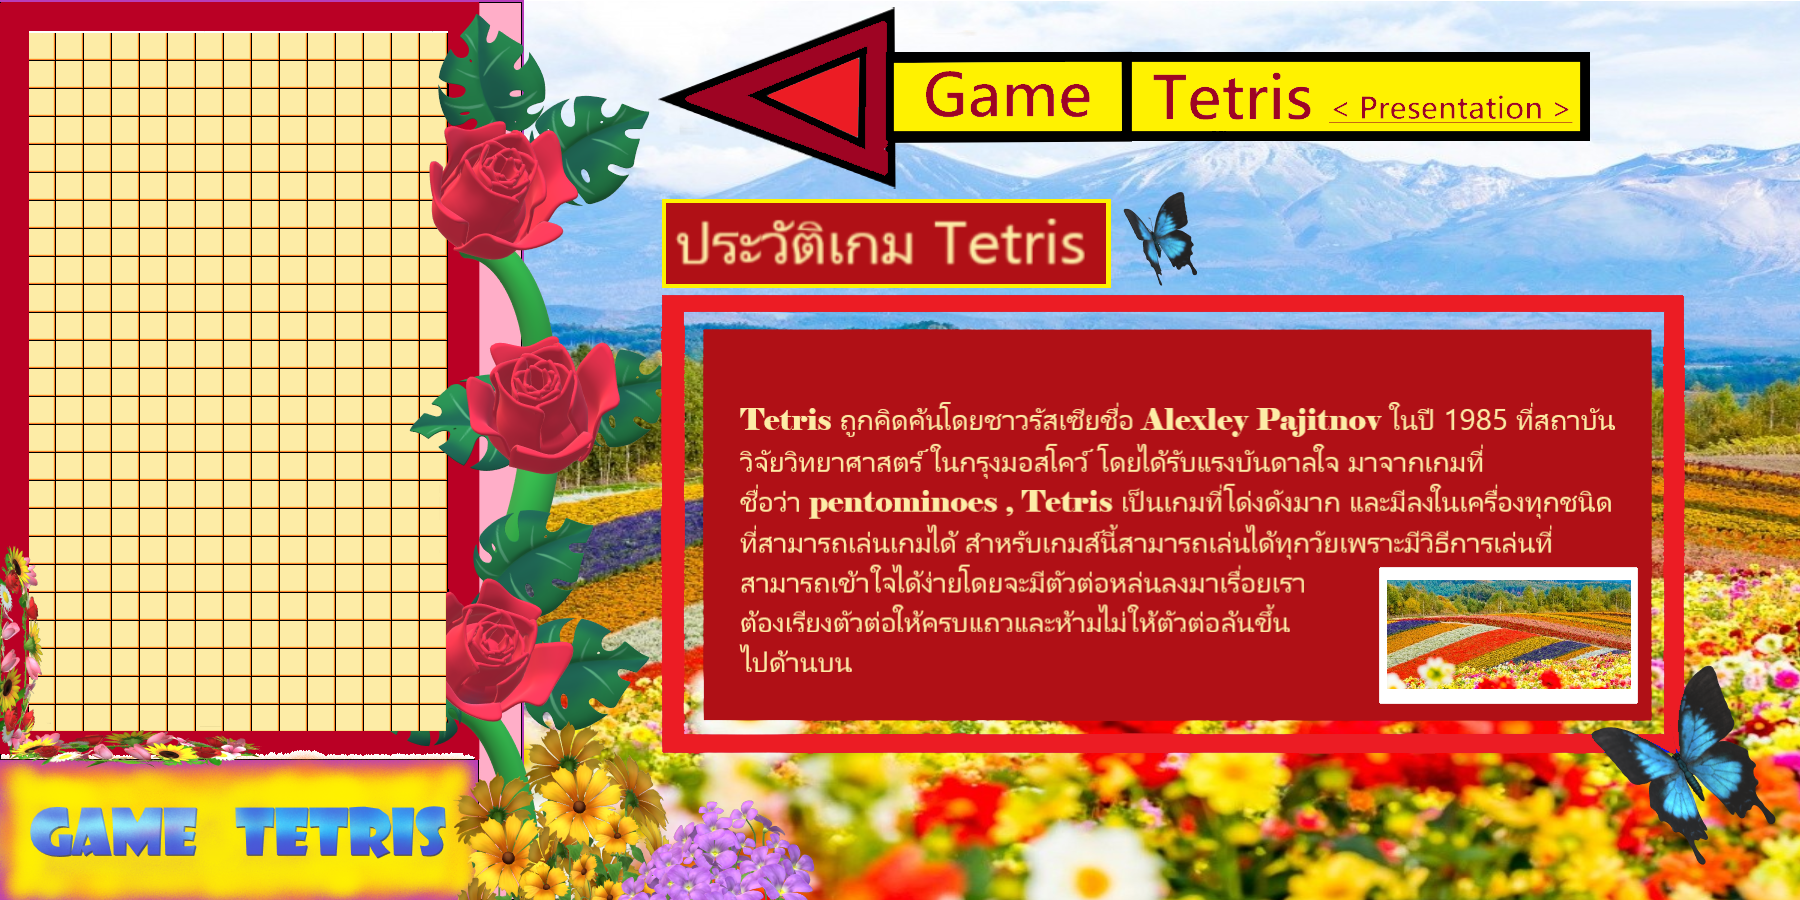 Game Tetris < Presentation >
ประวัติเกม Tetris
Tetris ถูกคิดค้นโดยชาวรัสเซียชื่อ Alexley Pajitnov ในปี 1985 ที่สถาบัน
วิจัยวิทยาศาสตร์ ในกรุงมอสโคว์ โดยได้รับแรงบันดาลใจ มาจากเกมที่
ชื่อว่า pentominoes , Tetris เป็นเกมที่โด่งดังมาก และมีลงในเครื่องทุกชนิด
ที่สามารถเล่นเกมได้ สำหรับเกมส์นี้สามารถเล่นได้ทุกวัยเพราะมีวิธีการเล่นที่
สามารถเข้าใจได้ง่ายโดยจะมีตัวต่อหล่นลงมาเรื่อยเรา
ต้องเรียงตัวต่อให้ครบแถวและห้ามไม่ให้ตัวต่อล้นขึ้น
ไปด้านบน
GAME TETRIS